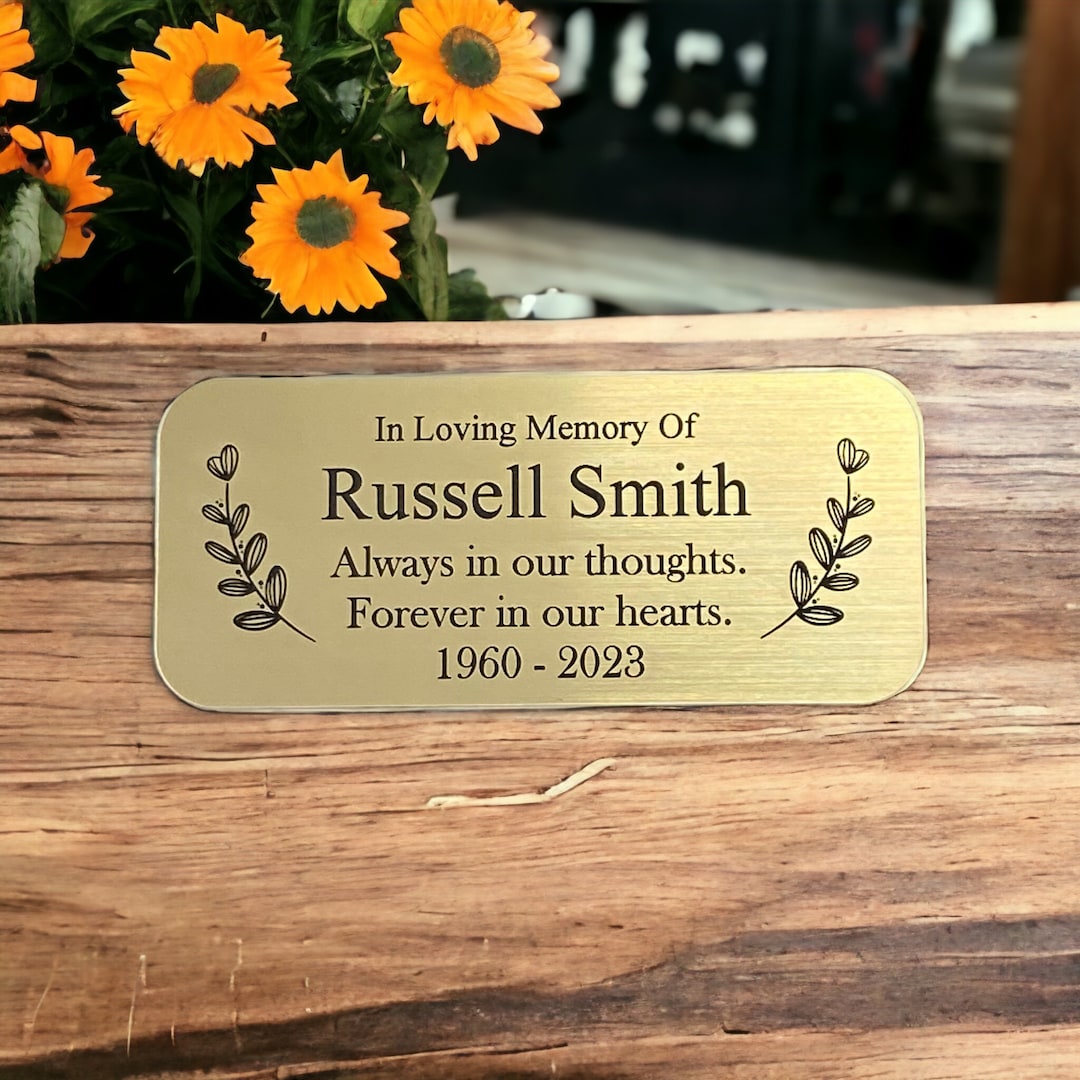 In Loving Memory Of
Russell Smith
Always in our thoughts.
Forever in our hearts.
1960 - 2023